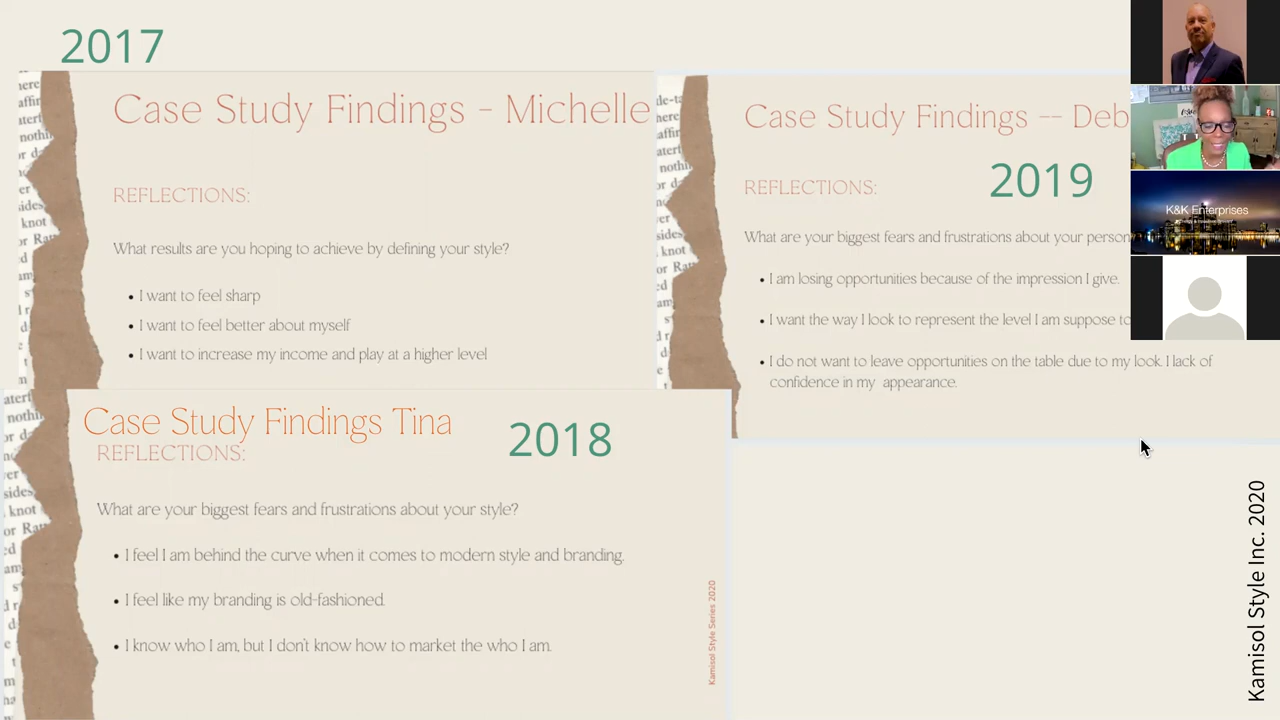 2017
Case Study Findings - Michelle
REFLECTIONS:
What results are you hoping to achieve by defining your style?
• I want to feel sharp
• I want to feel better about myself
• I want to increase my income and play at a higher level
Case Study Findings -- Deb
2019
REFLECTIONS:
What are your biggest fears and frustrations about your person
• I am losing opportunities because of the impression I give.
• I want the way I look to represent the level I am suppose to
• I do not want to leave opportunities on the table due to my look. I lack of
confidence in my appearance.
Case Study Findings Tina
2018
REFLECTIONS:
What are your biggest fears and frustrations about your style?
• I feel I am behind the curve when it comes to modern style and branding.
• I feel like my branding is old-fashioned.
• I know who I am, but I don't know how to market the who I am.
Kamisol Style Series 2020
Kamisol Style Inc. 2020
K&K Enterprises